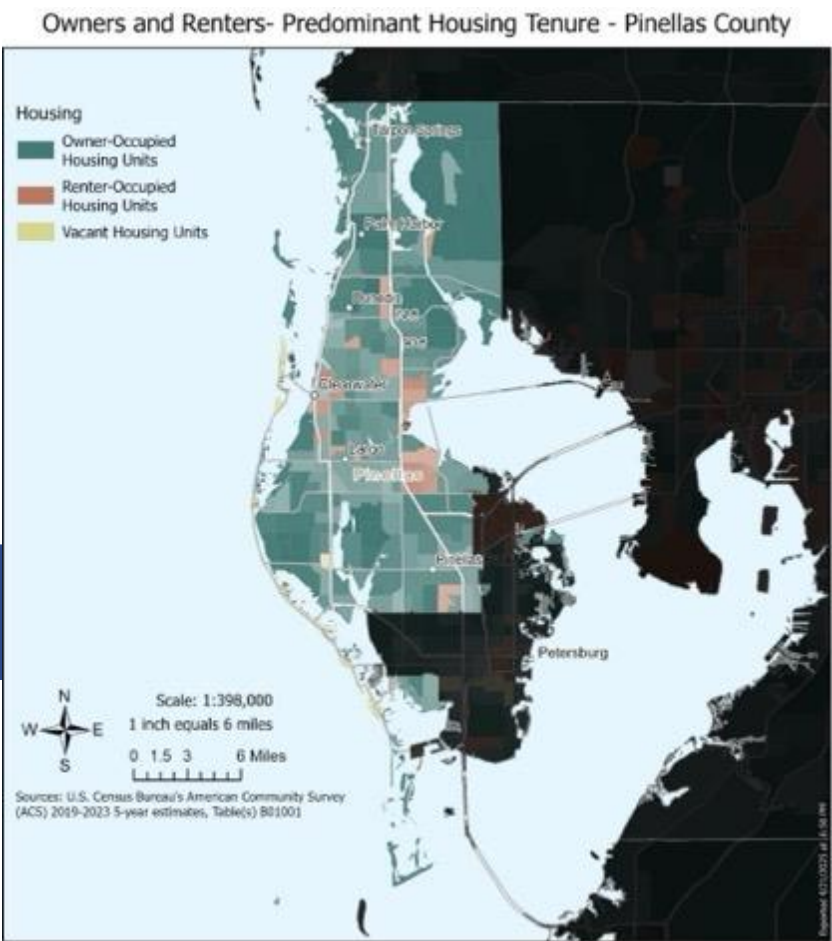 Owners and Renters- Predominant Housing Tenure - Pinellas County
Housing
Owner-Occupied
Housing Units
Renter-Occupied
Housing Units
Vacant Housing Units
Tarpon Springs
Palm Harbor
Dunedin
Clearwater
Largo
Pinellas
Pinellas
Petersburg
N
W
E
S
Scale: 1:398,000
1 inch equals 6 miles
0 1.5 3 6 Miles
Sources: U.S. Census Bureau's American Community Survey
(ACS) 2019-2023 5-year estimates, Table(s) B01001